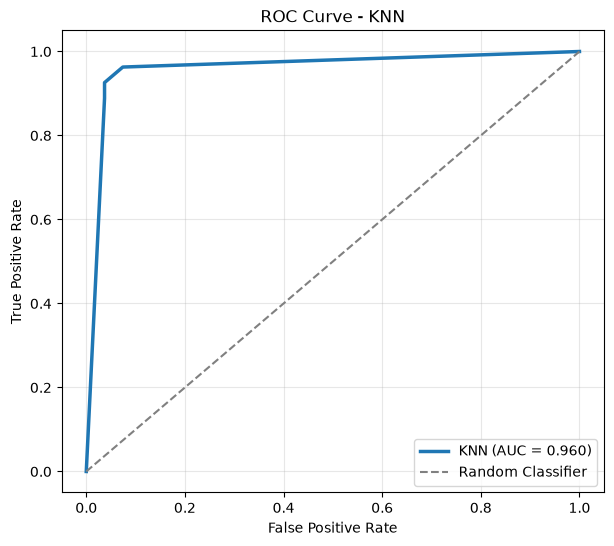 ROC Curve - KNN
True Positive Rate
1.0
0.8
0.6
0.4
0.2
0.0
0.0 0.2 0.4 0.6 0.8 1.0
False Positive Rate
KNN (AUC = 0.960)
Random Classifier